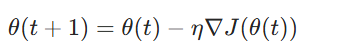 θ(t + 1) = θ(t) − η∇J(θ(t))